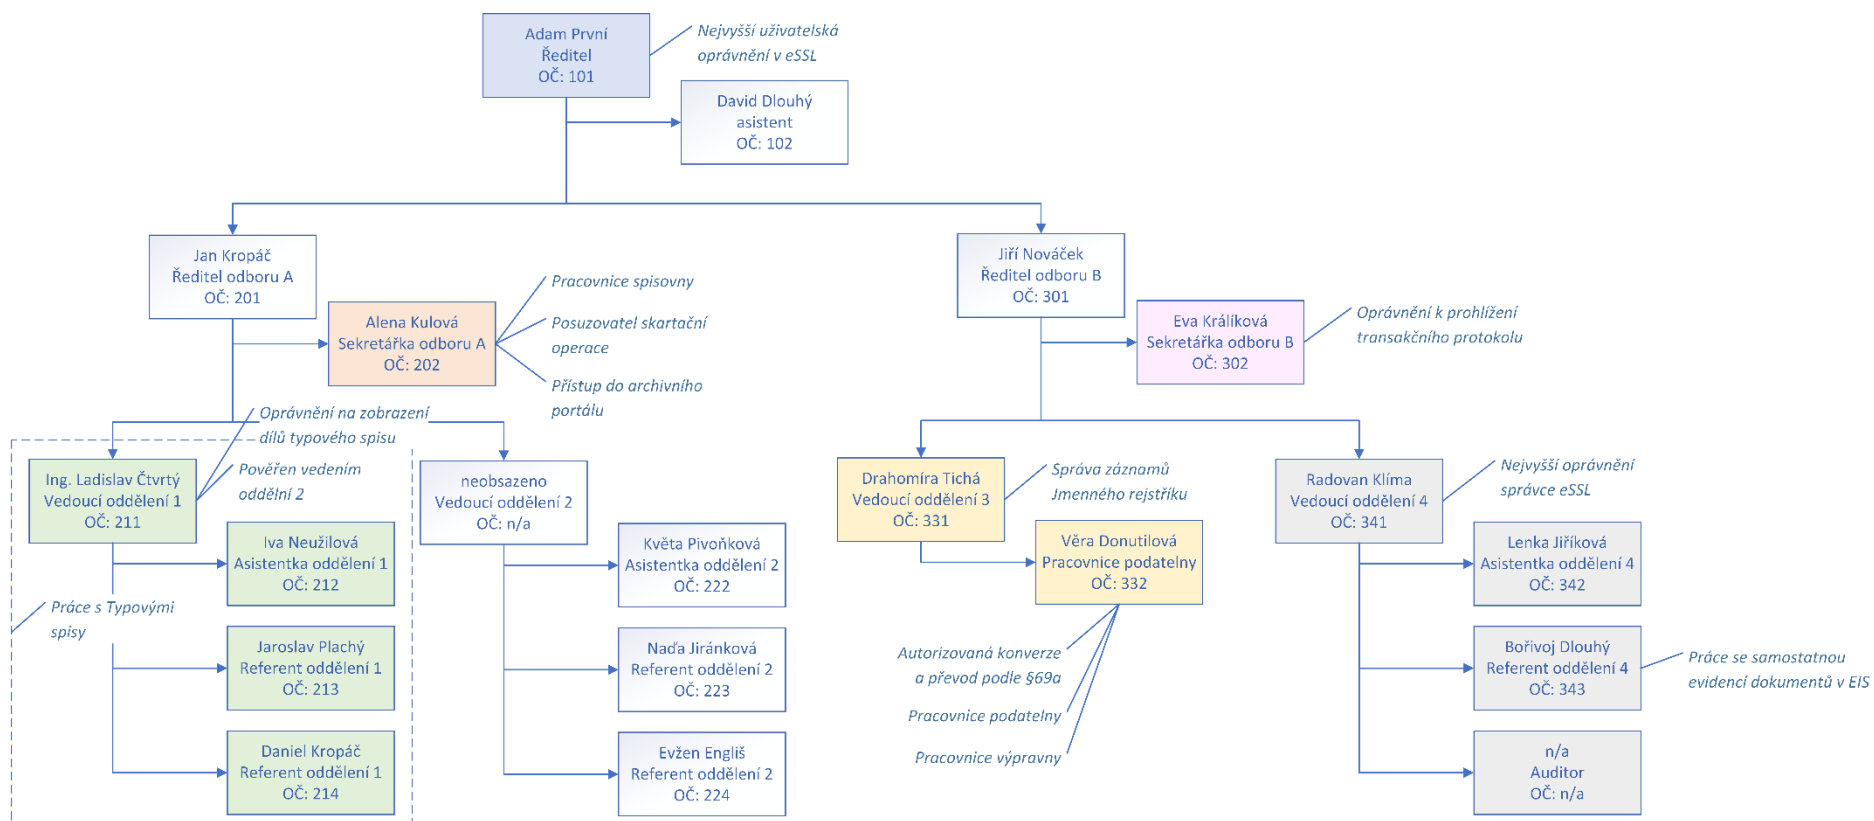 Adam První
Ředitel
OČ: 101
Nejvyšší uživatelská
oprávnění v eSSL
David Dlouhý
asistent
OČ: 102
Jan Kropáč
Ředitel odboru A
OČ: 201
Jiří Nováček
Ředitel odboru B
OČ: 301
Alena Kulová
Sekretářka odboru A
OČ: 202
Pracovnice spisovny
Posuzovatel skartační
operace
Přístup do archivního
portálu
Eva Králíková
Sekretářka odboru B
OČ: 302
Oprávnění k prohlížení
transakčního protokolu
Oprávnění na zobrazení
dílů typového spisu
Pověřen vedením
oddělní 2
Ing. Ladislav Čtvrtý
Vedoucí oddělení 1
OČ: 211
neobsazeno
Vedoucí oddělení 2
OČ: n/a
Drahomíra Tichá
Vedoucí oddělení 3
OČ: 331
Správa záznamů
Jmenného rejstříku
Radovan Klíma
Vedoucí oddělení 4
OČ: 341
Nejvyšší oprávnění
správce eSSL
Iva Neužilová
Asistentka oddělení 1
OČ: 212
Květa Pivoňková
Asistentka oddělení 2
OČ: 222
Věra Donutilová
Pracovnice podatelny
OČ: 332
Lenka Jiříková
Asistentka oddělení 4
OČ: 342
Práce s Typovými
spisy
Jaroslav Plachý
Referent oddělení 1
OČ: 213
Naďa Jiránková
Referent oddělení 2
OČ: 223
Autorizovaná konverze
a převod podle §69a
Pracovnice podatelny
Pracovnice výpravny
Bořivoj Dlouhý
Referent oddělení 4
OČ: 343
Práce se samostatnou
evidencí dokumentů v EIS
Daniel Kropáč
Referent oddělení 1
OČ: 214
Evžen Engliš
Referent oddělení 2
OČ: 224
n/a
Auditor
OČ: n/a